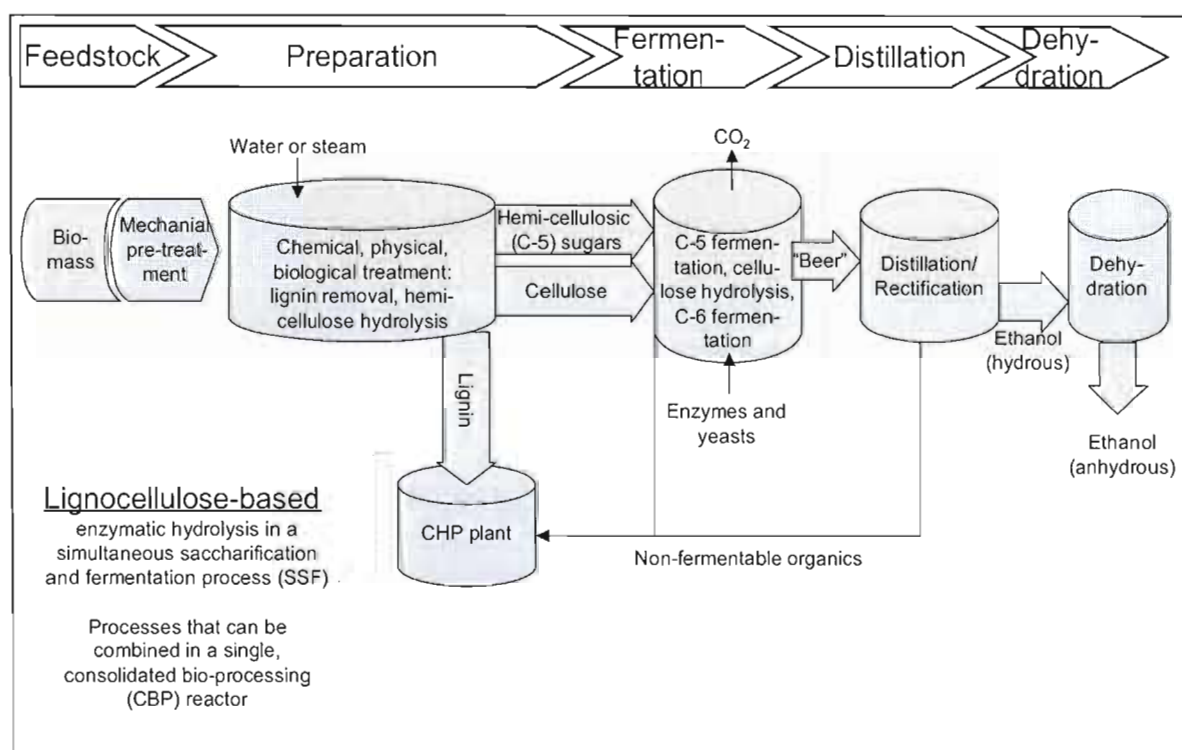 Feedstock
Preparation
Fermen-
tation
Distillation
Dehy-
dration
Water or steam
CO₂
Bio-
mass
Mechanial
pre-treat-
ment
Chemical, physical,
biological treatment:
lignin removal, hemi-
cellulose hydrolysis
Hemi-cellulosic
(C-5) sugars
Cellulose
C-5 fermen-
tation, cellu-
lose hydrolysis,
C-6 fermen-
tation
"Beer"
Distillation/
Rectification
Ethanol
(hydrous)
Dehy-
dration
Lignin
Enzymes and
yeasts
Ethanol
(anhydrous)
CHP plant
Non-fermentable organics
Lignocellulose-based
enzymatic hydrolysis in a
simultaneous saccharification
and fermentation process (SSF)
Processes that can be
combined in a single,
consolidated bio-processing
(CBP) reactor